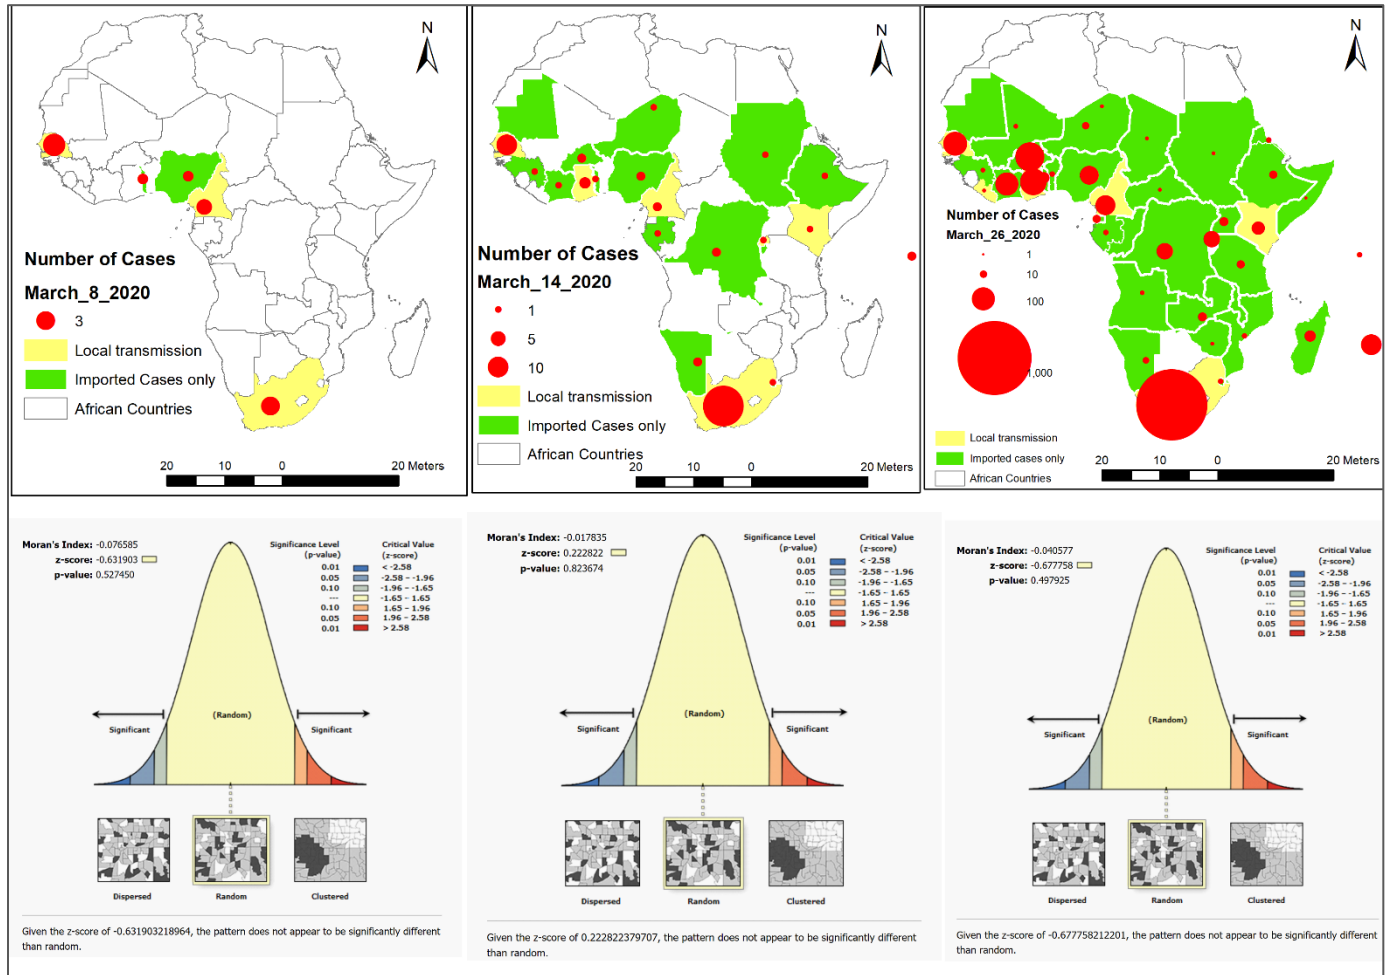 N
Number of Cases
March_8_2020
3
Local transmission
Imported Cases only
African Countries
20 10 0 20 Meters
N
Number of Cases
March_14_2020
1
5
10
Local transmission
Imported Cases only
African Countries
20 10 0 20 Meters
N
Number of Cases
March_26_2020
1
10
100
1,000
Local transmission
Imported cases only
African Countries
20 10 0 20 Meters
Moran's Index: -0.076585
z-score: -0.631903
p-value: 0.527450
Significance Level Critical Value
(p-value) (z-score)
0.01 < -2.58
0.05 -2.58 – -1.96
0.10 -1.96 – -1.65
--- -1.65 – 1.65
0.10 1.65 – 1.96
0.05 1.96 – 2.58
0.01 > 2.58
(Random)
Significant Significant
Dispersed Random Clustered
Given the z-score of -0.631903218964, the pattern does not appear to be significantly different
than random.
Moran's Index: -0.017835
z-score: 0.222822
p-value: 0.823674
Significance Level Critical Value
(p-value) (z-score)
0.01 < -2.58
0.05 -2.58 – -1.96
0.10 -1.96 – -1.65
--- -1.65 – 1.65
0.10 1.65 – 1.96
0.05 1.96 – 2.58
0.01 > 2.58
(Random)
Significant Significant
Dispersed Random Clustered
Given the z-score of 0.222822379707, the pattern does not appear to be significantly different
than random.
Moran's Index: -0.040577
z-score: -0.677758
p-value: 0.497925
Significance Level Critical Value
(p-value) (z-score)
0.01 < -2.58
0.05 -2.58 – -1.96
0.10 -1.96 – -1.65
--- -1.65 – 1.65
0.10 1.65 – 1.96
0.05 1.96 – 2.58
0.01 > 2.58
(Random)
Significant Significant
Dispersed Random Clustered
Given the z-score of -0.677758212201, the pattern does not appear to be significantly different
than random.